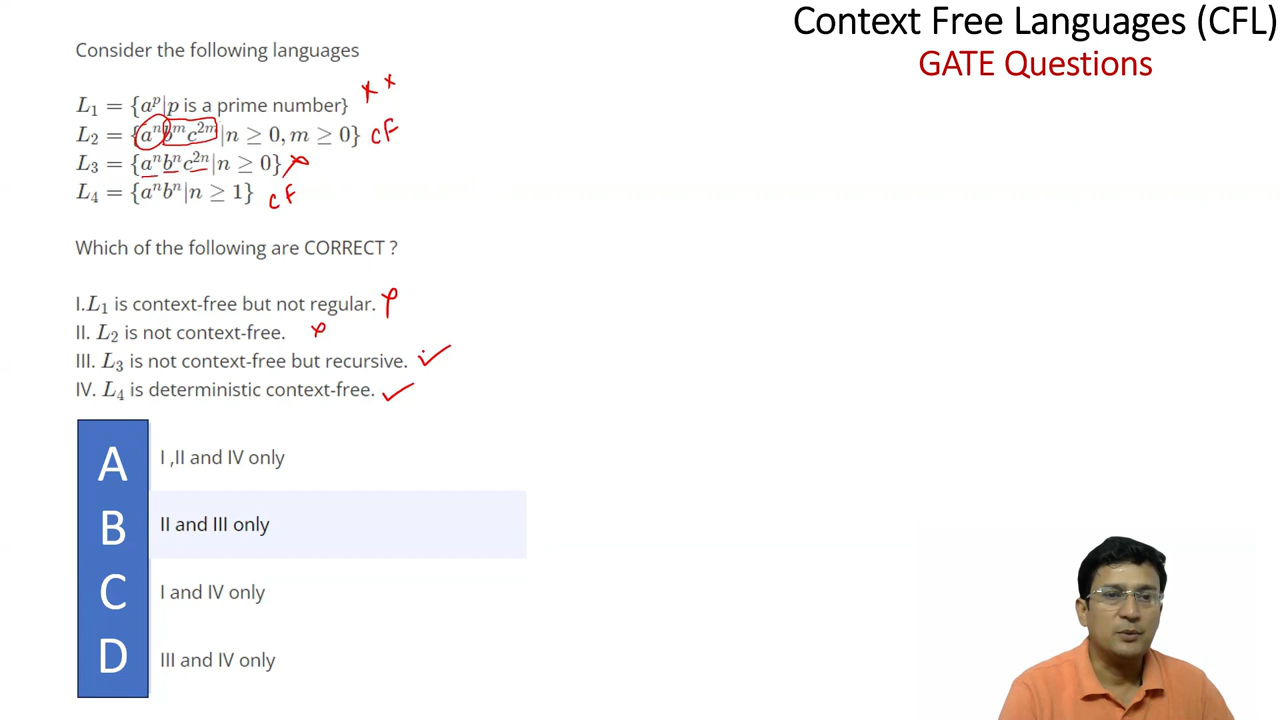 Context Free Languages (CFL)
GATE Questions
Consider the following languages
L₁ = {aᵖ|p is a prime number} x x
L₂ = {aⁿbᵐc²ᵐ|n ≥ 0, m ≥ 0} CF
L₃ = {aⁿbⁿc²ⁿ|n ≥ 0} x
L₄ = {aⁿbⁿ|n ≥ 1} CF
Which of the following are CORRECT ?
I.L₁ is context-free but not regular. x
II. L₂ is not context-free. x
III. L₃ is not context-free but recursive. ✓
IV. L₄ is deterministic context-free. ✓
A I ,II and IV only
B II and III only
C I and IV only
D III and IV only